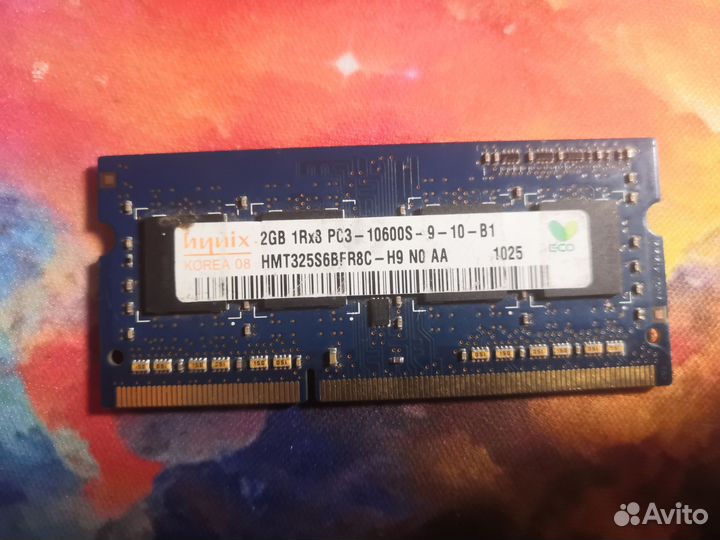 hynix 2GB 1Rx8 PC3-10600S-9-10-B1
KOREA 08 HMT325S6BFR8C-H9 N0 AA 1025
ECO
Avito